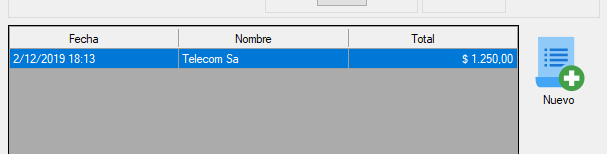 Fecha Nombre Total
2/12/2019 18:13 Telecom Sa $ 1.250,00
Nuevo